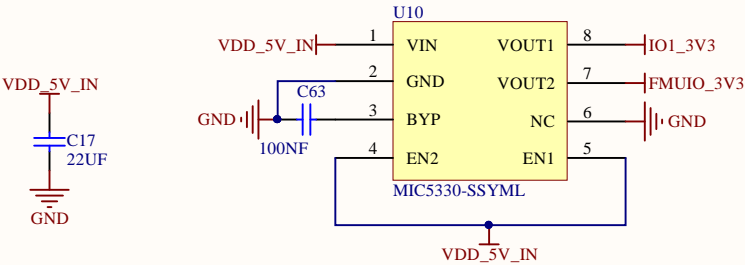 U10
VDD_5V_IN 1 VIN VOUT1 8 IO1_3V3
VDD_5V_IN
2 GND VOUT2 7 FMUIO_3V3
C63
GND 3 BYP NC 6 GND
C17
100NF
22UF
4 EN2 EN1 5
MIC5330-SSYML
GND
VDD_5V_IN